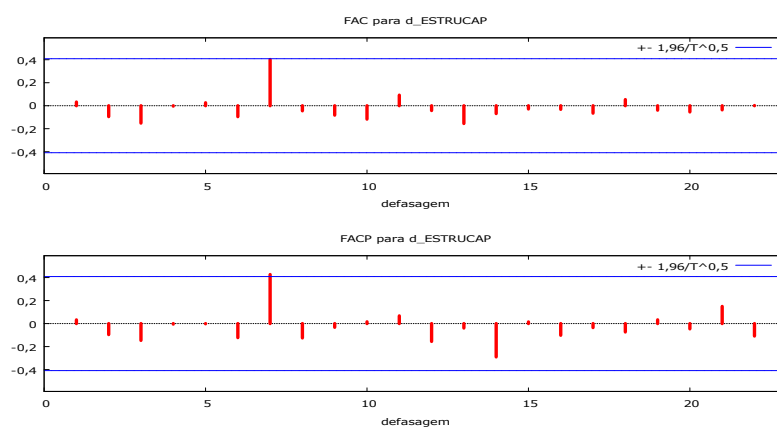 FAC para d_ESTRUCAP
+- 1,96/T^0,5
0,4
0,2
0
-0,2
-0,4
0 5 10 15 20
defasagem
FACP para d_ESTRUCAP
+- 1,96/T^0,5
0,4
0,2
0
-0,2
-0,4
0 5 10 15 20
defasagem